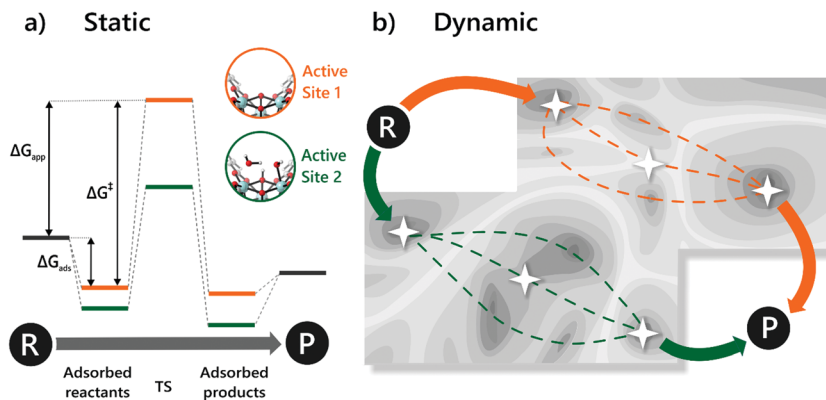 a) Static
Active
Site 1
Active
Site 2
ΔGapp
ΔG‡
ΔGads
R
P
Adsorbed
reactants
TS
Adsorbed
products
b) Dynamic
R
P